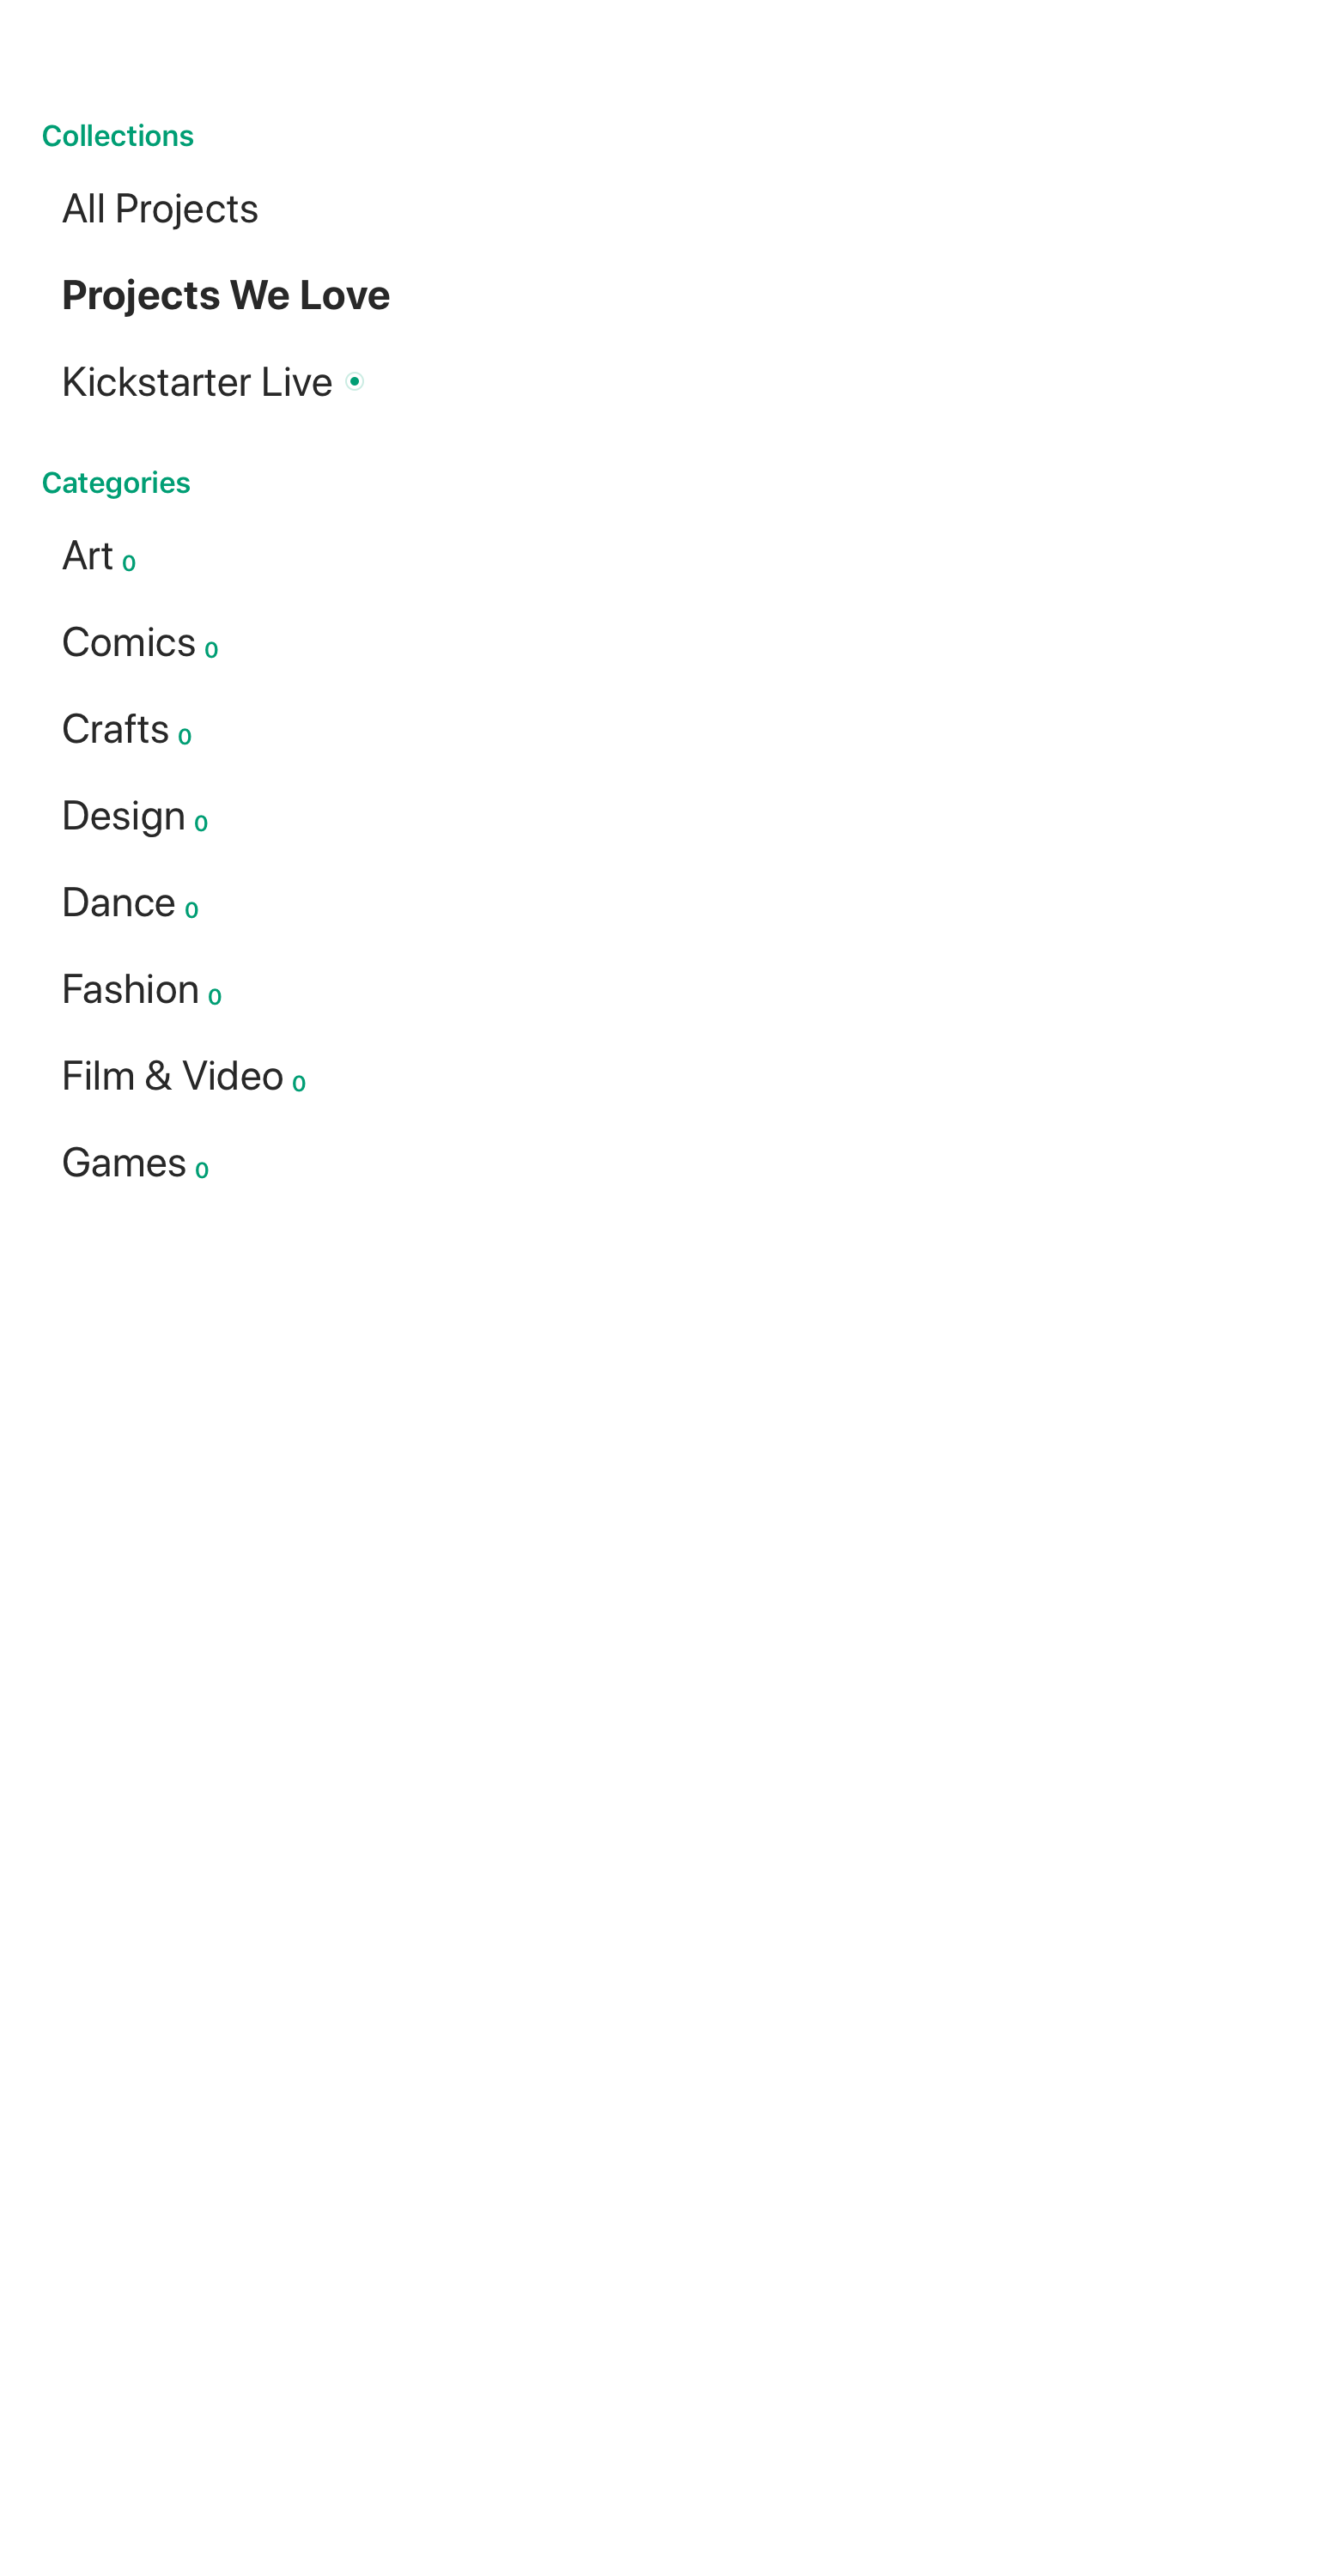 Collections
All Projects
Projects We Love
Kickstarter Live
Categories
Art 0
Comics 0
Crafts 0
Design 0
Dance 0
Fashion 0
Film & Video 0
Games 0